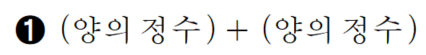 ❶ (양의 정수) + (양의 정수)